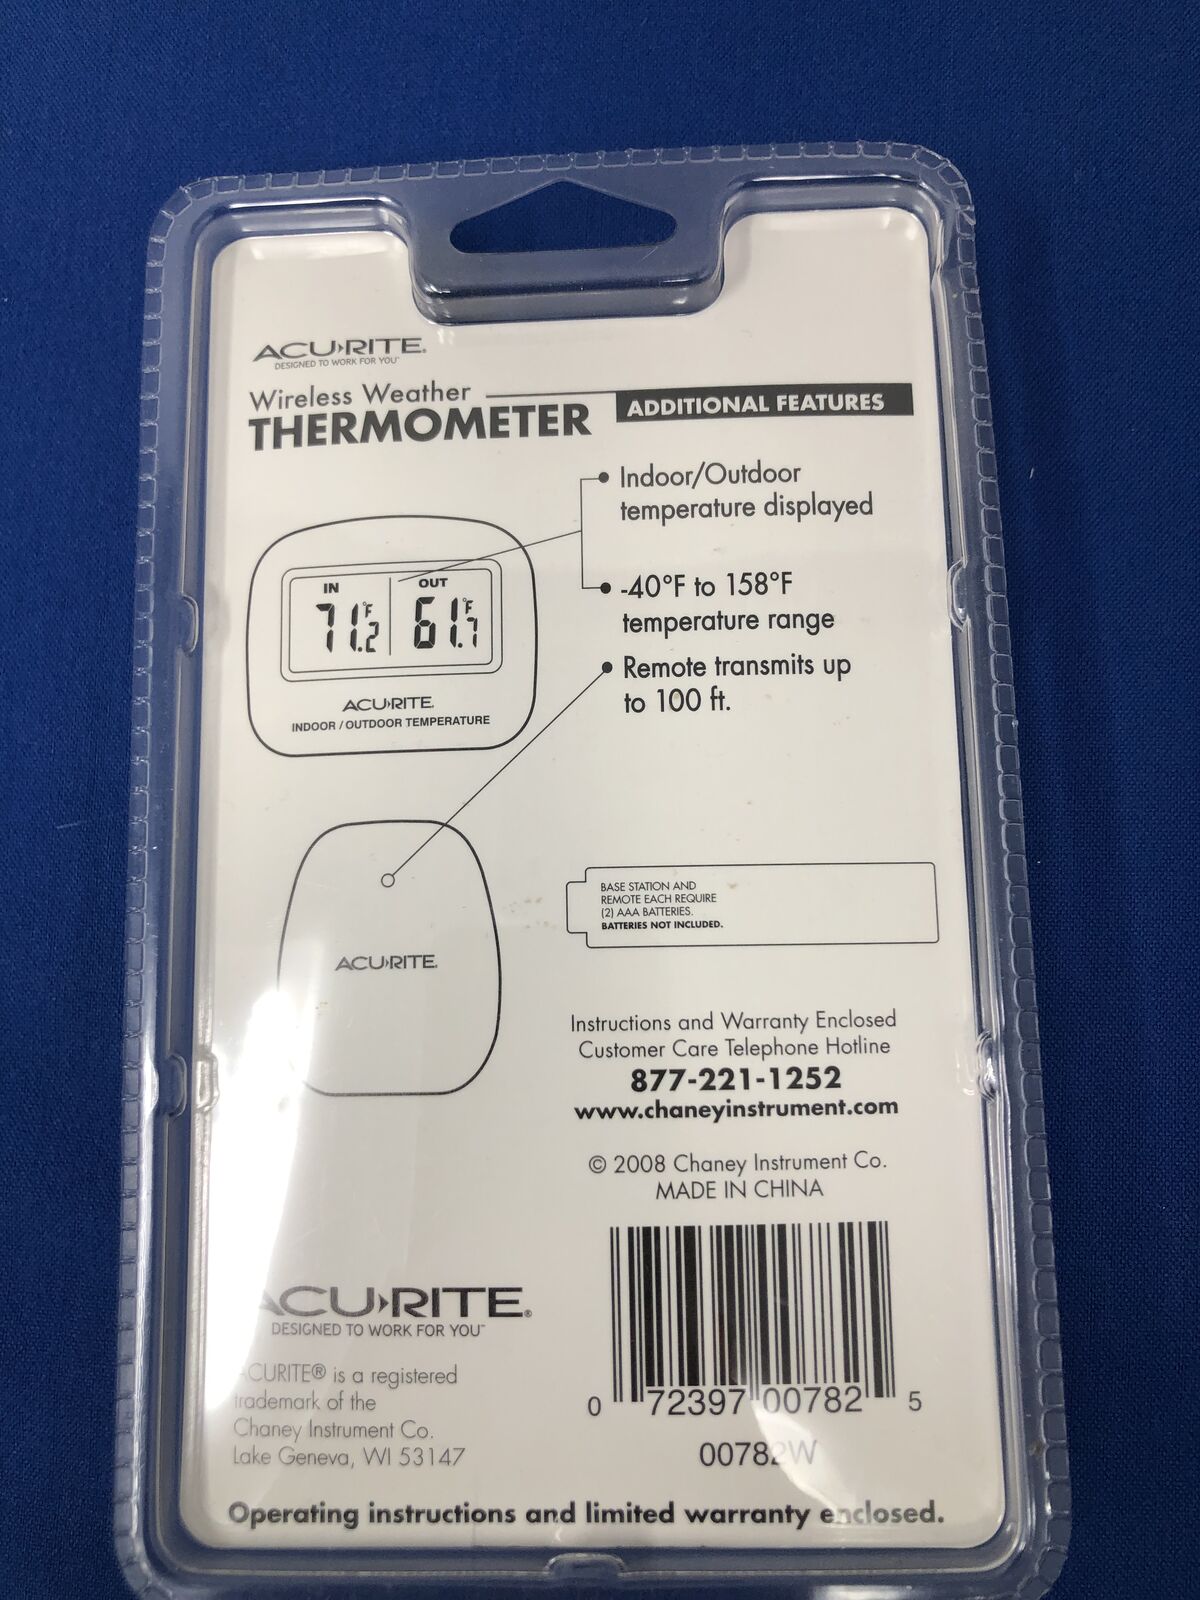 ACU›RITE.
DESIGNED TO WORK FOR YOU™
Wireless Weather
THERMOMETER
ADDITIONAL FEATURES
Indoor/Outdoor
temperature displayed
-40°F to 158°F
temperature range
Remote transmits up
to 100 ft.
IN OUT
71.2°F 61.7°F
ACU›RITE.
INDOOR / OUTDOOR TEMPERATURE
ACU›RITE.
BASE STATION AND
REMOTE EACH REQUIRE
(2) AAA BATTERIES.
BATTERIES NOT INCLUDED.
Instructions and Warranty Enclosed
Customer Care Telephone Hotline
877-221-1252
www.chaneyinstrument.com
© 2008 Chaney Instrument Co.
MADE IN CHINA
0 72397 00782 5
00782W
ACU›RITE®
DESIGNED TO WORK FOR YOU™
ACURITE® is a registered
trademark of the
Chaney Instrument Co.
Lake Geneva, WI 53147
Operating instructions and limited warranty enclosed.